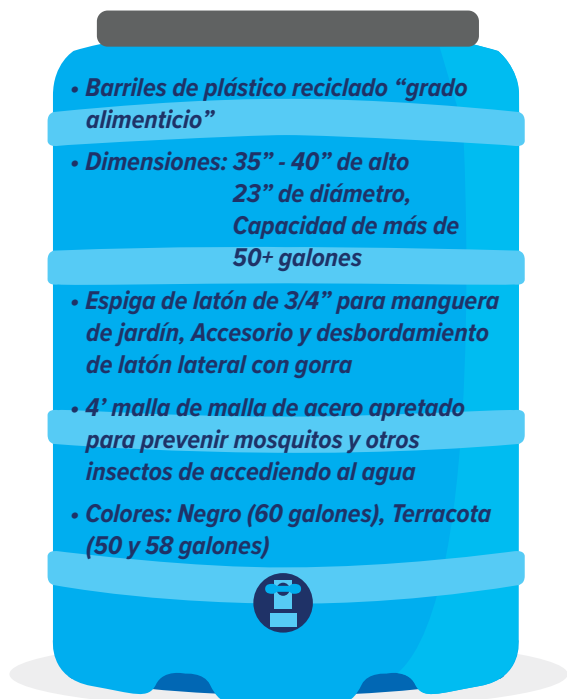 • Barriles de plástico reciclado “grado
alimenticio”
• Dimensiones: 35” - 40” de alto
23” de diámetro,
Capacidad de más de
50+ galones
• Espiga de latón de 3/4” para manguera
de jardín, Accesorio y desbordamiento
de latón lateral con gorra
• 4’ malla de malla de acero apretado
para prevenir mosquitos y otros
insectos de accediendo al agua
• Colores: Negro (60 galones), Terracota
(50 y 58 galones)